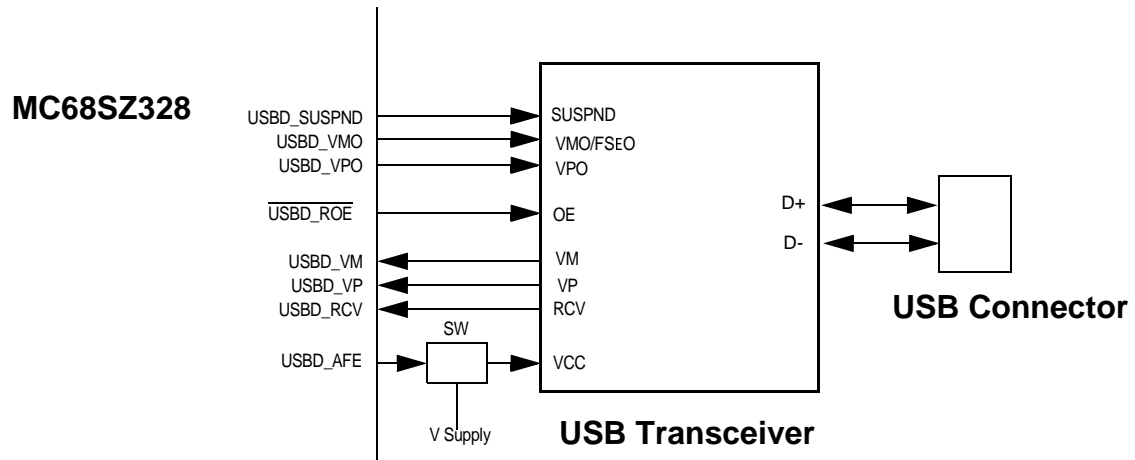 MC68SZ328
USBD_SUSPND
USBD_VMO
USBD_VPO
USBD_ROE
USBD_VM
USBD_VP
USBD_RCV
USBD_AFE
SW
V Supply
SUSPND
VMO/FSEO
VPO
OE
VM
VP
RCV
VCC
D+
D-
USB Transceiver
USB Connector